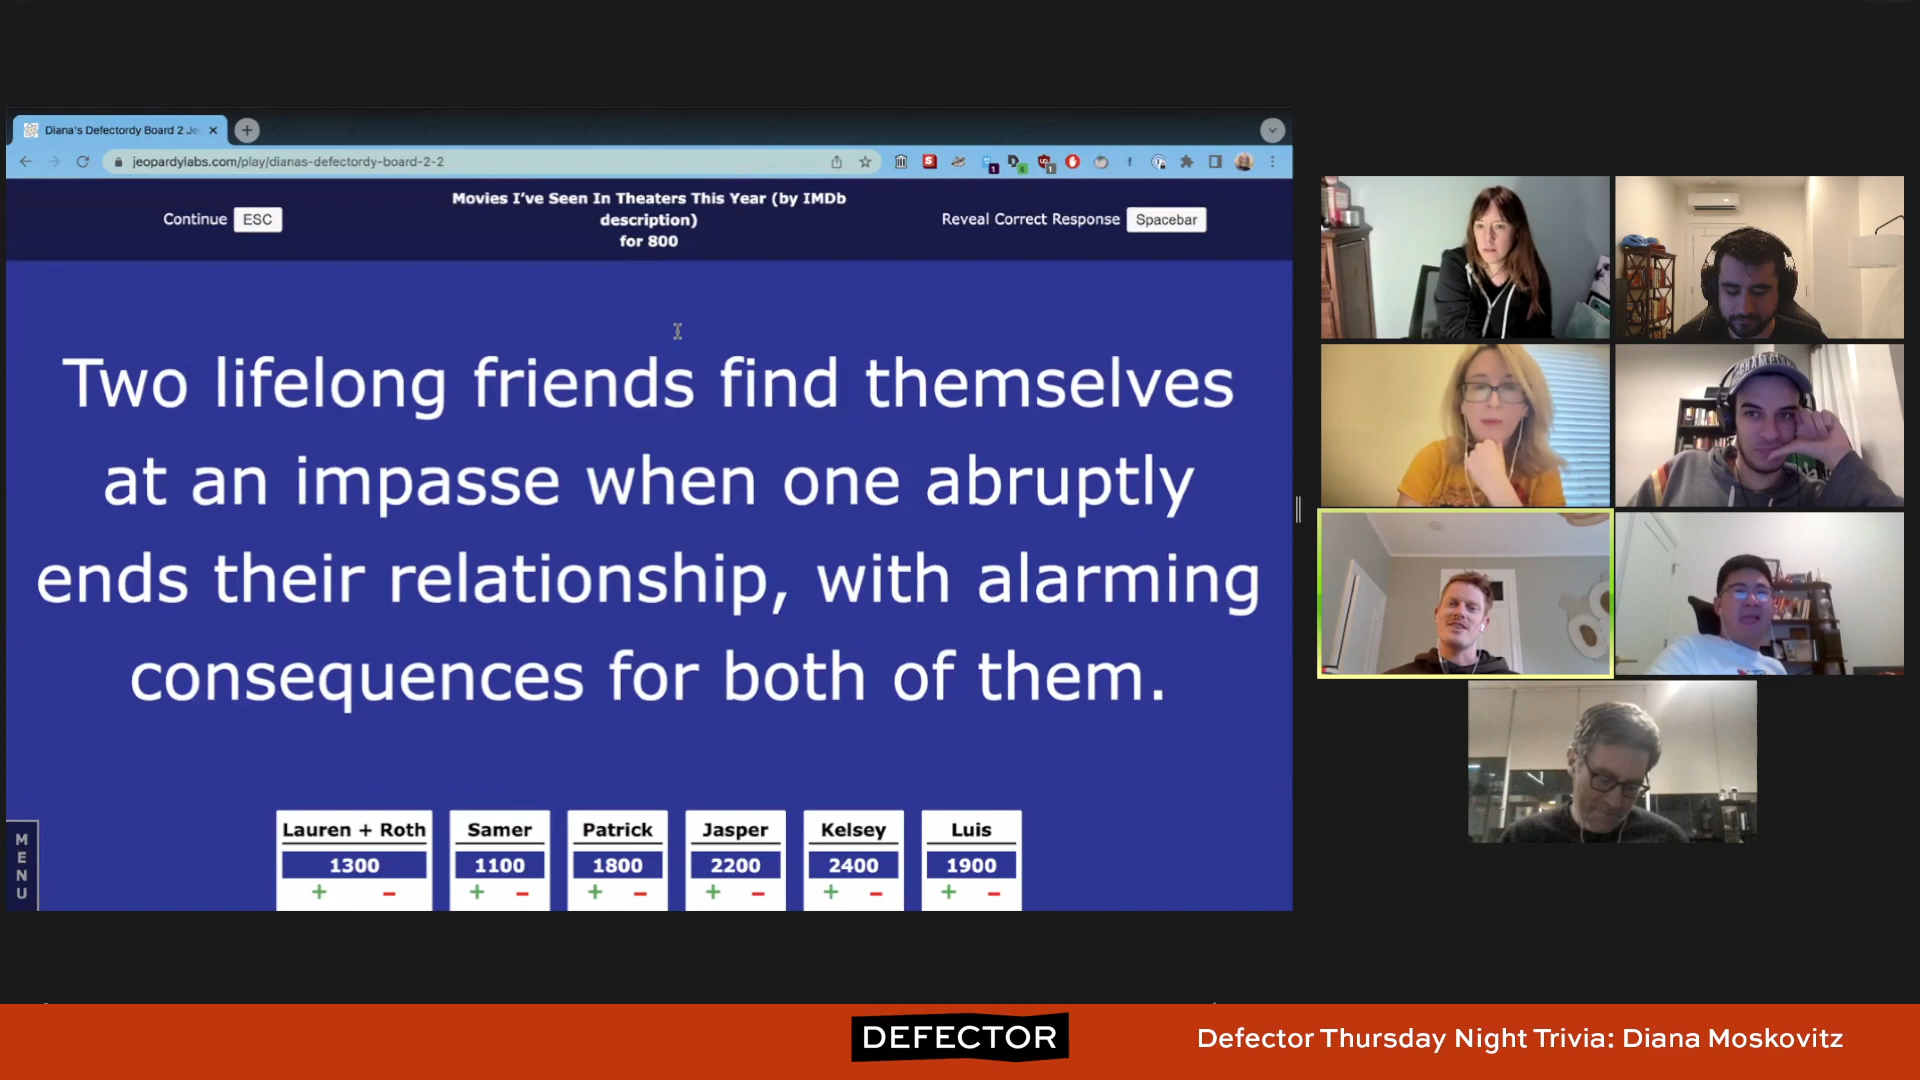 Diana's Defectordy Board 2 Je
jeopardylabs.com/play/dianas-defectordy-board-2-2
Continue ESC
Movies I've Seen In Theaters This Year (by IMDb
description)
for 800
Reveal Correct Response Spacebar
Two lifelong friends find themselves
at an impasse when one abruptly
ends their relationship, with alarming
consequences for both of them.
MENU
Lauren + Roth
1300
+ -
Samer
1100
+ -
Patrick
1800
+ -
Jasper
2200
+ -
Kelsey
2400
+ -
Luis
1900
+ -
DEFECTOR
Defector Thursday Night Trivia: Diana Moskovitz